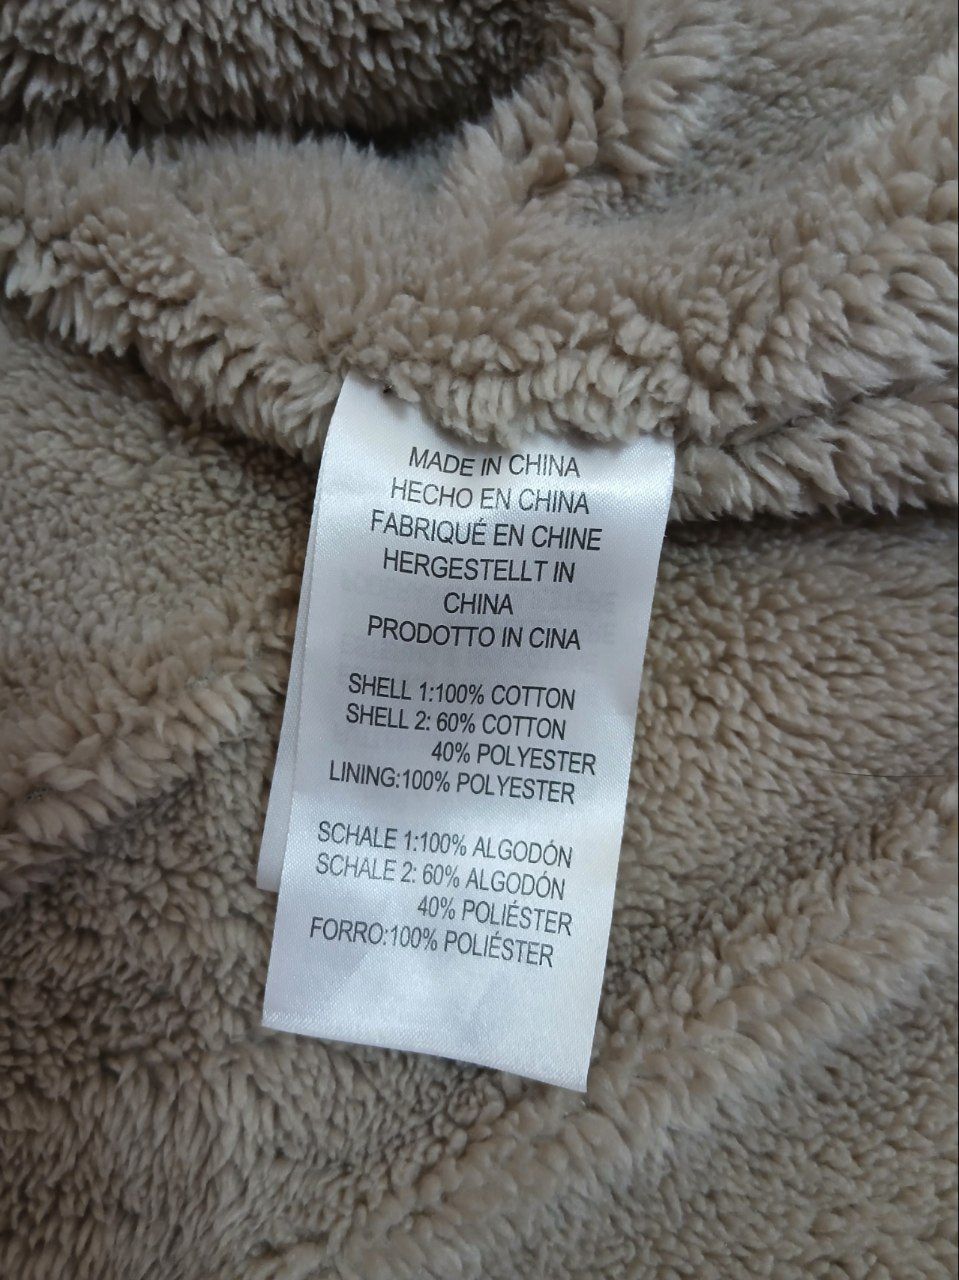 MADE IN CHINA
HECHO EN CHINA
FABRIQUÉ EN CHINE
HERGESTELLT IN
CHINA
PRODOTTO IN CINA
SHELL 1:100% COTTON
SHELL 2: 60% COTTON
40% POLYESTER
LINING:100% POLYESTER
SCHALE 1:100% ALGODÓN
SCHALE 2: 60% ALGODÓN
40% POLIÉSTER
FORRO:100% POLIÉSTER